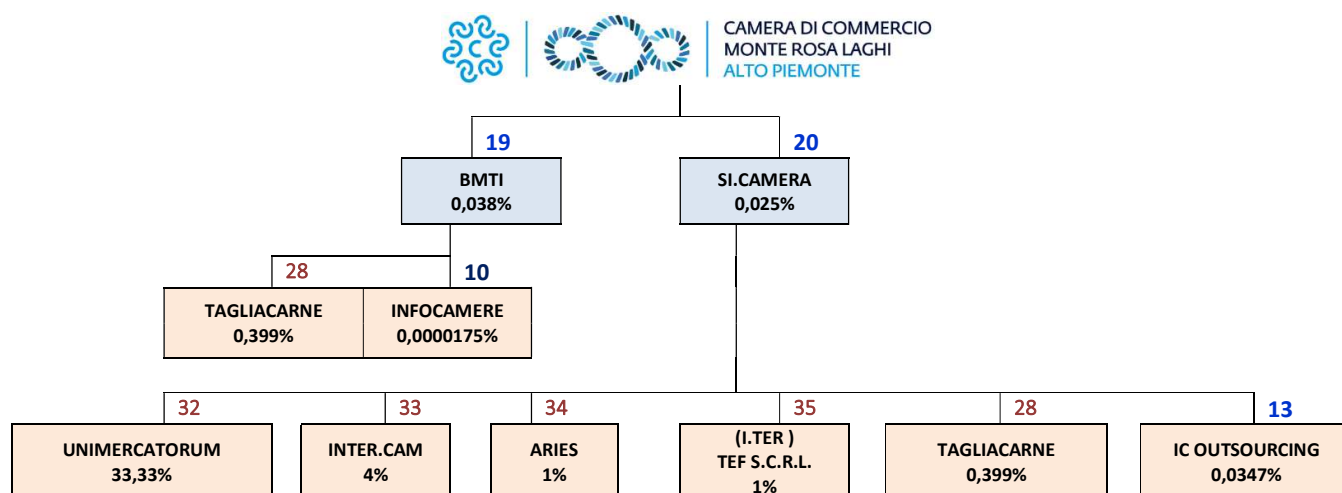 CAMERA DI COMMERCIO
MONTE ROSA LAGHI
ALTO PIEMONTE
19
20
BMTI
0,038%
SI.CAMERA
0,025%
28
10
TAGLIACARNE
0,399%
INFOCAMERE
0,0000175%
32
33
34
35
28
13
UNIMERCATORUM
33,33%
INTER.CAM
4%
ARIES
1%
(I.TER )
TEF S.C.R.L.
1%
TAGLIACARNE
0,399%
IC OUTSOURCING
0,0347%